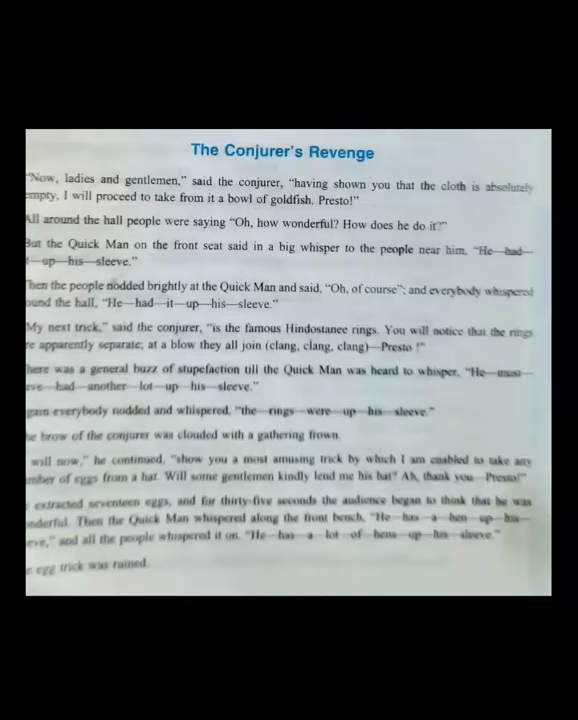 The Conjurer's Revenge
"Now, ladies and gentlemen," said the conjurer, "having shown you that the cloth is absolutely
empty, I will proceed to take from it a bowl of goldfish. Presto!"
All around the hall people were saying "Oh, how wonderful? How does he do it?"
But the Quick Man on the front seat said in a big whisper to the people near him, "He—had—
t—up—his—sleeve."
Then the people nodded brightly at the Quick Man and said, "Oh, of course"; and everybody whispered
ound the hall, "He—had—it—up—his—sleeve."
"My next trick," said the conjurer, "is the famous Hindostanee rings. You will notice that the rings
re apparently separate; at a blow they all join (clang, clang, clang)—Presto !"
here was a general buzz of stupefaction till the Quick Man was heard to whisper, "He—must—
eve—had—another—lot—up—his—sleeve."
gain everybody nodded and whispered, "the—rings—were—up—his—sleeve."
he brow of the conjurer was clouded with a gathering frown.
will now," he continued, "show you a most amusing trick by which I am enabled to take any
mber of eggs from a hat. Will some gentlemen kindly lend me his hat? Ah, thank you—Presto!"
extracted seventeen eggs, and for thirty-five seconds the audience began to think that he was
nderful. Then the Quick Man whispered along the front bench, "He—has—a—hen—up—his—
eve," and all the people whispered it on. "He—has—a—lot—of—hens—up—his—sleeve."
e egg trick was ruined.